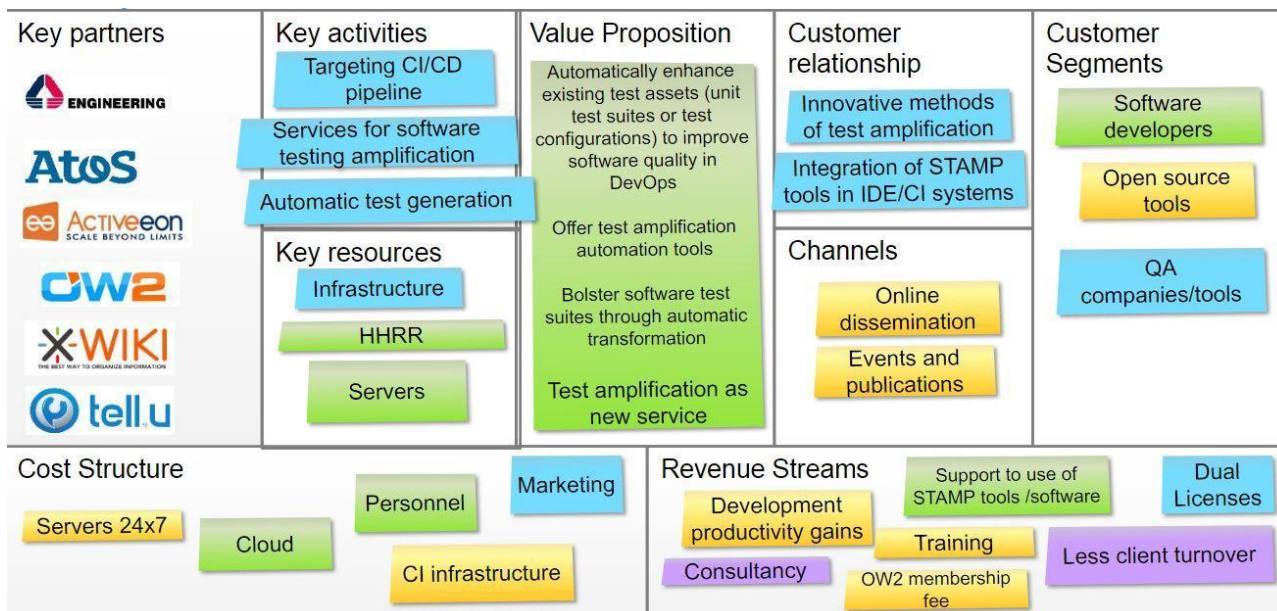 Key partners
ENGINEERING
Atos
ee Activeeon
SCALE BEYOND LIMITS
OW2
X-WIKI
THE BEST WAY TO ORGANIZE INFORMATION
tell.u
Key activities
Targeting CI/CD
pipeline
Services for software
testing amplification
Automatic test generation
Key resources
Infrastructure
HHRR
Servers
Value Proposition
Automatically enhance
existing test assets (unit
test suites or test
configurations) to improve
software quality in
DevOps
Offer test amplification
automation tools
Bolster software test
suites through automatic
transformation
Test amplification as
new service
Customer
relationship
Innovative methods
of test amplification
Integration of STAMP
tools in IDE/CI systems
Channels
Online
dissemination
Events and
publications
Customer
Segments
Software
developers
Open source
tools
QA
companies/tools
Cost Structure
Servers 24x7
Cloud
Personnel
Marketing
CI infrastructure
Revenue Streams
Development
productivity gains
Consultancy
Support to use of
STAMP tools /software
Training
OW2 membership
fee
Dual
Licenses
Less client turnover